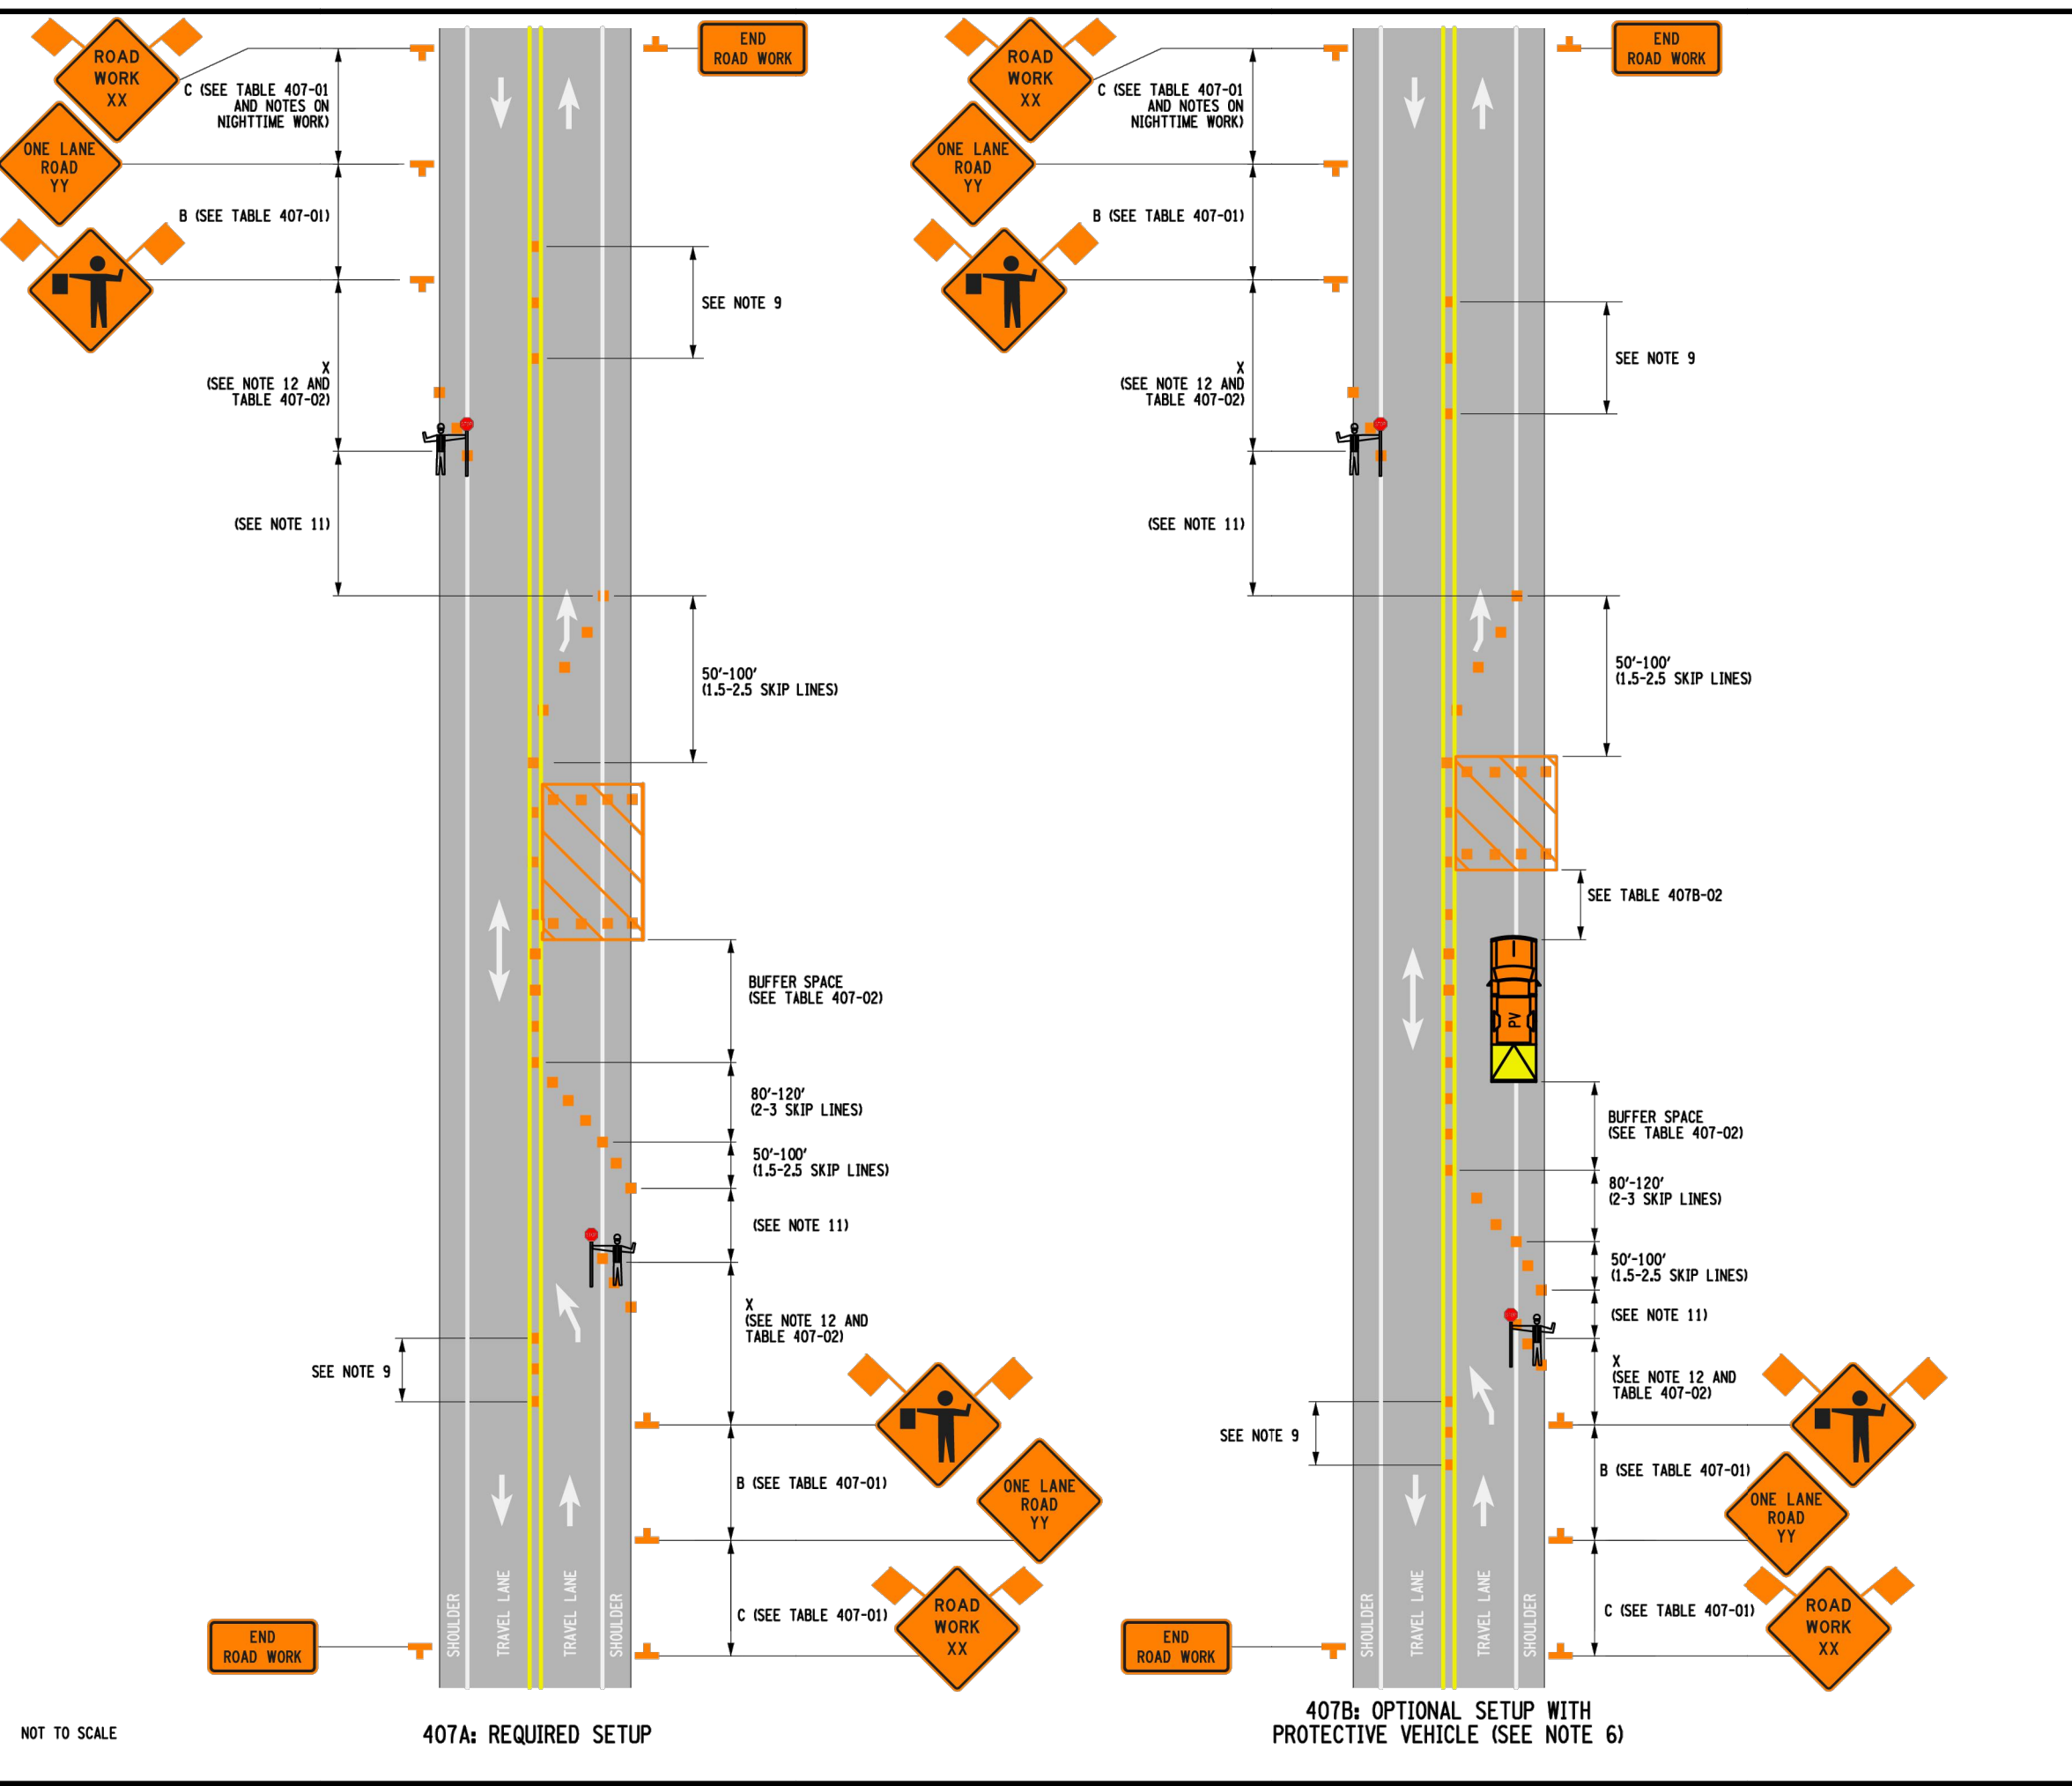 ROAD
WORK
XX
C (SEE TABLE 407-01
AND NOTES ON
NIGHTTIME WORK)
ONE LANE
ROAD
YY
B (SEE TABLE 407-01)
X
(SEE NOTE 12 AND
TABLE 407-02)
(SEE NOTE 11)
END
ROAD WORK
SEE NOTE 9
50'-100'
(1.5-2.5 SKIP LINES)
BUFFER SPACE
(SEE TABLE 407-02)
80'-120'
(2-3 SKIP LINES)
50'-100'
(1.5-2.5 SKIP LINES)
(SEE NOTE 11)
X
(SEE NOTE 12 AND
TABLE 407-02)
SEE NOTE 9
B (SEE TABLE 407-01)
ONE LANE
ROAD
YY
C (SEE TABLE 407-01)
ROAD
WORK
XX
SHOULDER
TRAVEL LANE
TRAVEL LANE
SHOULDER
END
ROAD WORK
NOT TO SCALE
407A: REQUIRED SETUP
ROAD
WORK
XX
C (SEE TABLE 407-01
AND NOTES ON
NIGHTTIME WORK)
ONE LANE
ROAD
YY
B (SEE TABLE 407-01)
X
(SEE NOTE 12 AND
TABLE 407-02)
(SEE NOTE 11)
END
ROAD WORK
SEE NOTE 9
50'-100'
(1.5-2.5 SKIP LINES)
SEE TABLE 407B-02
PV
BUFFER SPACE
(SEE TABLE 407-02)
80'-120'
(2-3 SKIP LINES)
50'-100'
(1.5-2.5 SKIP LINES)
(SEE NOTE 11)
X
(SEE NOTE 12 AND
TABLE 407-02)
SEE NOTE 9
B (SEE TABLE 407-01)
ONE LANE
ROAD
YY
C (SEE TABLE 407-01)
ROAD
WORK
XX
SHOULDER
TRAVEL LANE
TRAVEL LANE
SHOULDER
END
ROAD WORK
407B: OPTIONAL SETUP WITH
PROTECTIVE VEHICLE (SEE NOTE 6)